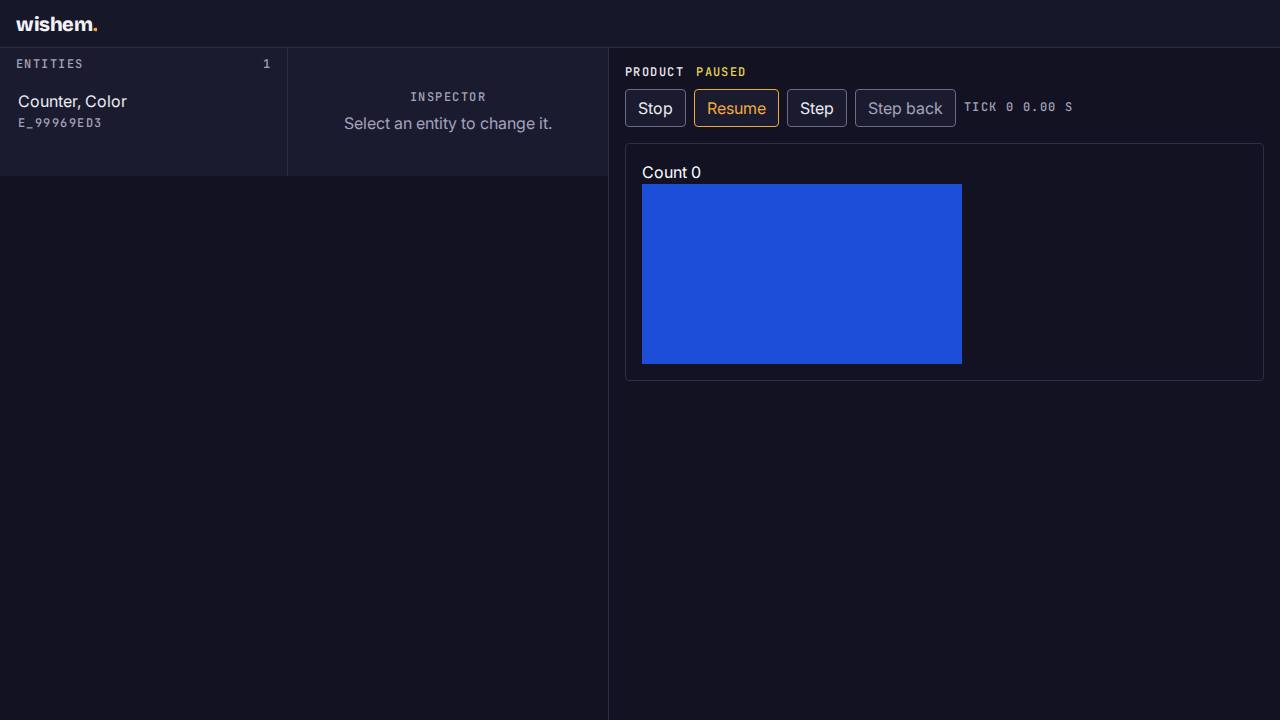 wishem.
ENTITIES 1
Counter, Color
E_99969ED3
INSPECTOR
Select an entity to change it.
PRODUCT PAUSED
Stop Resume Step Step back TICK 0 0.00 S
Count 0